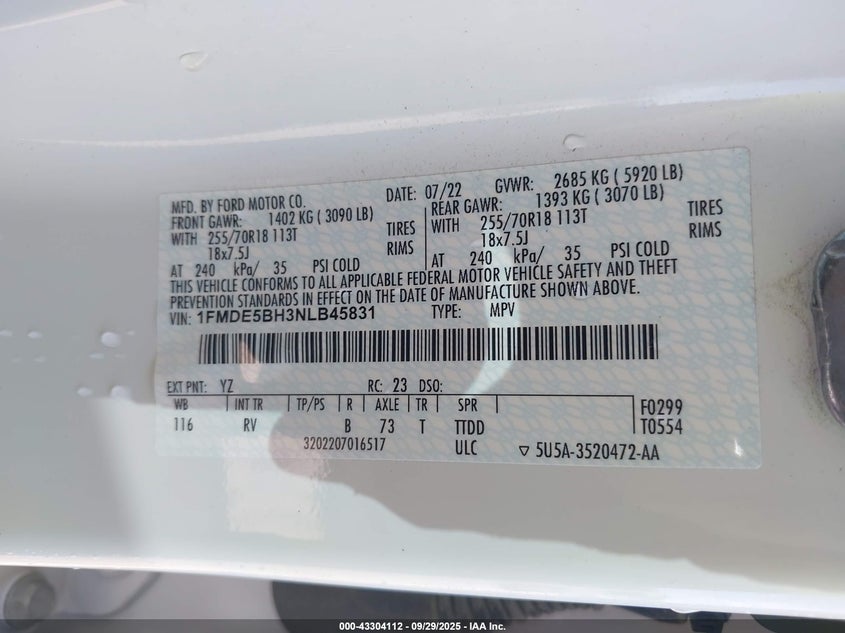 MFD. BY FORD MOTOR CO. DATE: 07/22 GVWR: 2685 KG ( 5920 LB)
FRONT GAWR: 1402 KG ( 3090 LB) REAR GAWR: 1393 KG ( 3070 LB)
WITH 255/70R18 113T TIRES WITH 255/70R18 113T TIRES
18x7.5J RIMS 18x7.5J RIMS
AT 240 kPa/ 35 PSI COLD AT 240 kPa/ 35 PSI COLD
THIS VEHICLE CONFORMS TO ALL APPLICABLE FEDERAL MOTOR VEHICLE SAFETY AND THEFT
PREVENTION STANDARDS IN EFFECT ON THE DATE OF MANUFACTURE SHOWN ABOVE.
VIN: 1FMDE5BH3NLB45831 TYPE: MPV
EXT PNT: YZ RC: 23 DSO:
WB INT TR TP/PS R AXLE TR SPR F0299
116 RV B 73 T TTDD T0554
3202207016517 ULC ▽ 5U5A-3520472-AA
000-43304112 - 09/29/2025 - IAA Inc.